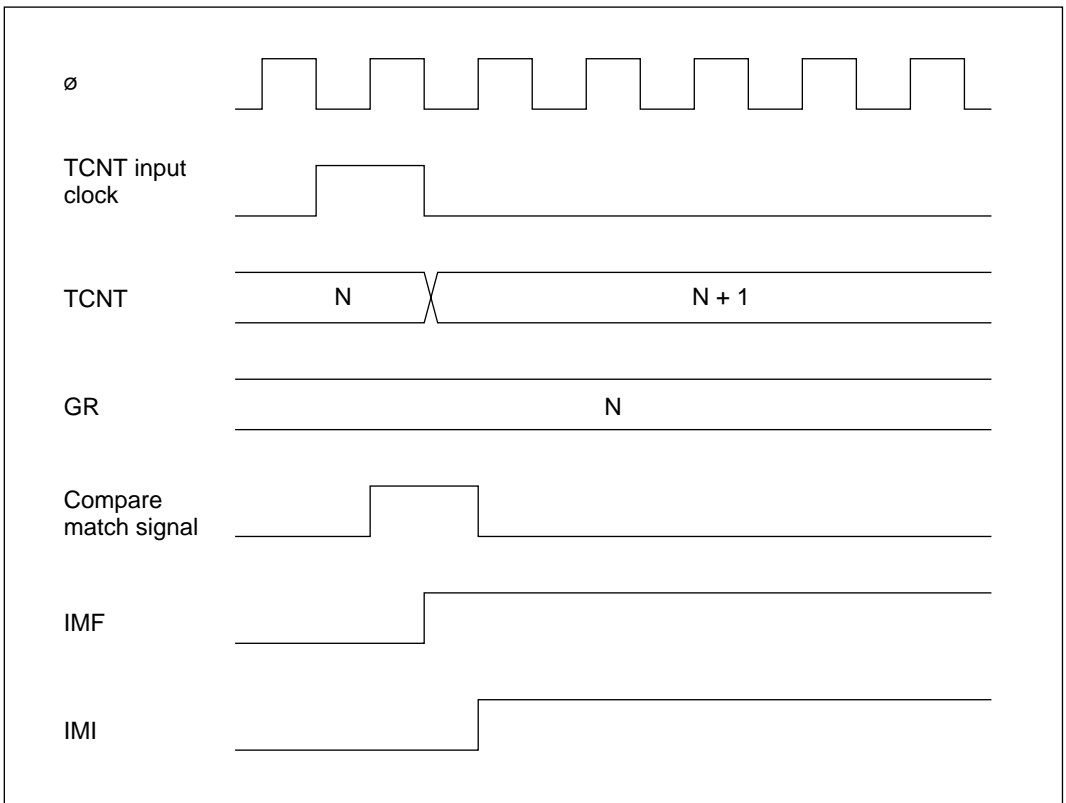 ø
TCNT input
clock
TCNT
N
N + 1
GR
N
Compare
match signal
IMF
IMI